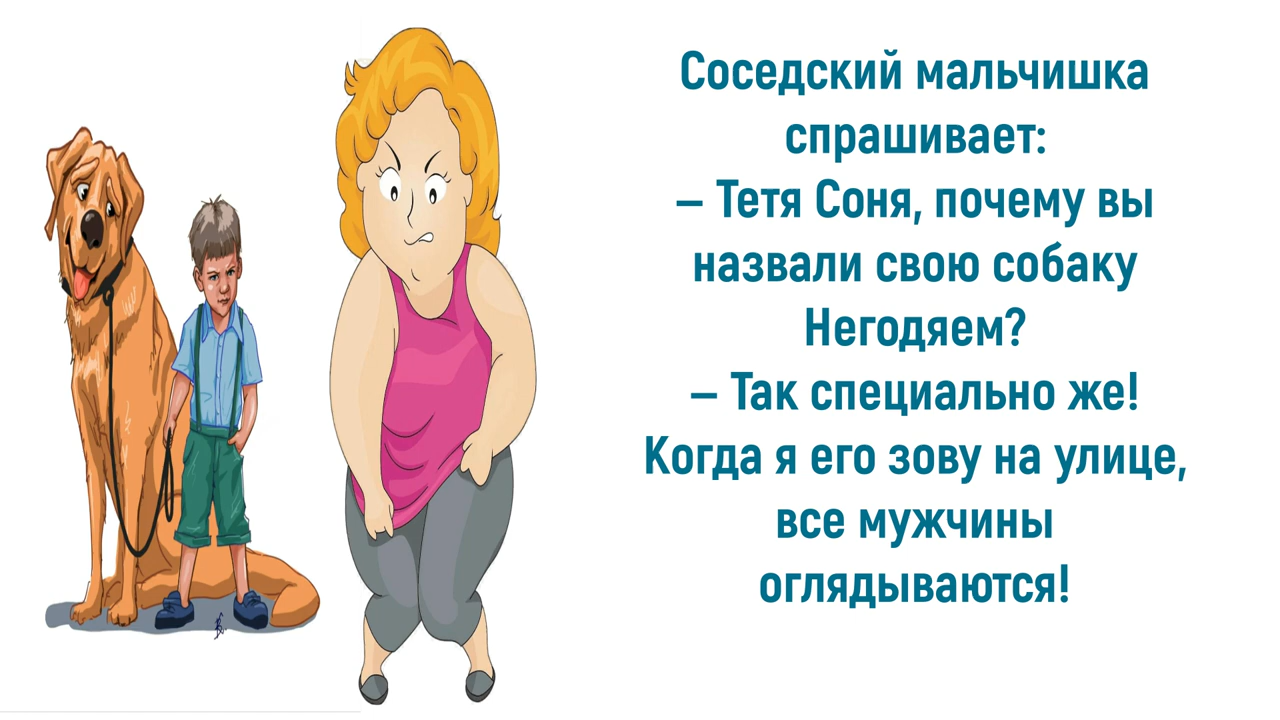 Соседский мальчишка
спрашивает:
– Тетя Соня, почему вы
назвали свою собаку
Негодяем?
– Так специально же!
Когда я его зову на улице,
все мужчины
оглядываются!